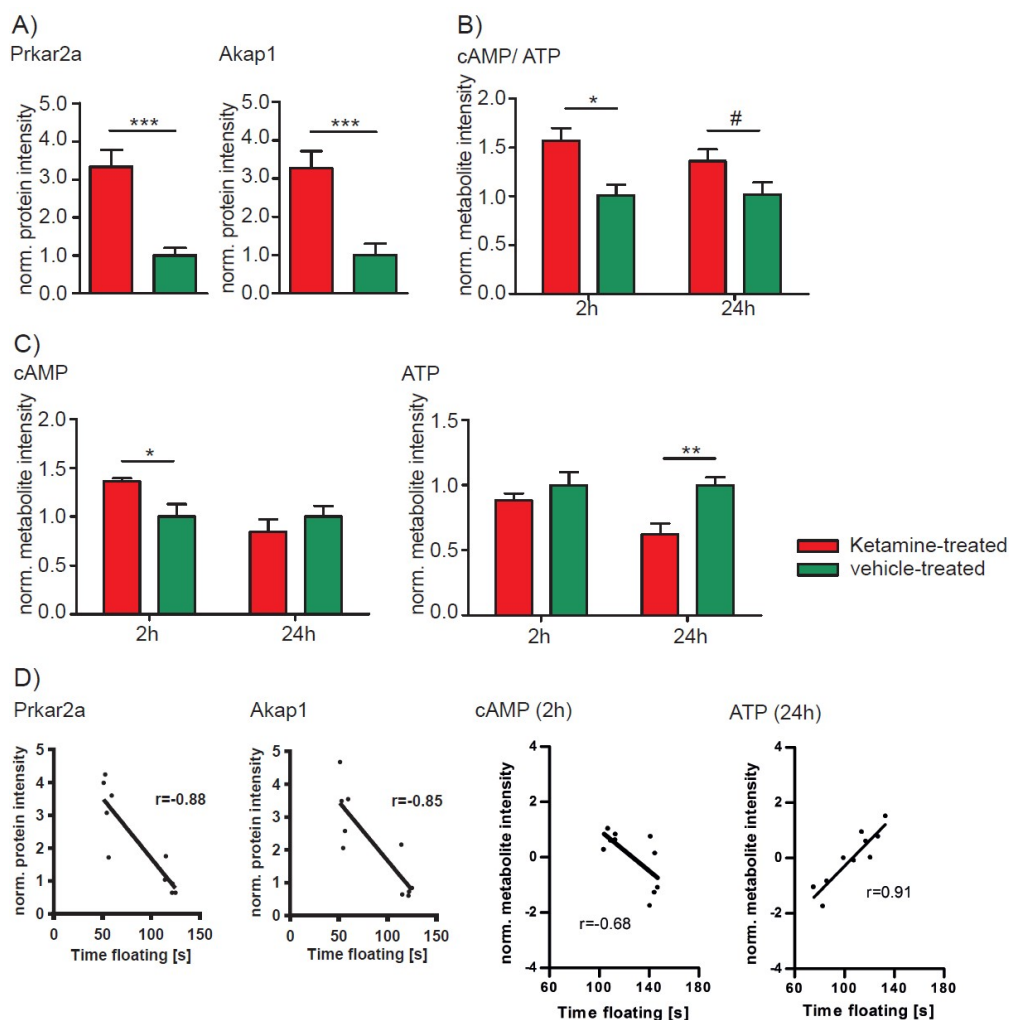 A)
Prkar2a
norm. protein intensity
5.0
4.0
3.0
2.0
1.0
0.0
***
Akap1
norm. protein intensity
5.0
4.0
3.0
2.0
1.0
0.0
***
B)
cAMP/ ATP
norm. metabolite intensity
2.0
1.5
1.0
0.5
0.0
*
#
2h
24h
C)
cAMP
norm. metabolite intensity
2.0
1.5
1.0
0.5
0.0
*
2h
24h
ATP
norm. metabolite intensity
1.5
1.0
0.5
0.0
**
2h
24h
Ketamine-treated
vehicle-treated
D)
Prkar2a
norm. protein intensity
5
4
3
2
1
0
r=-0.88
0 50 100 150
Time floating [s]
Akap1
norm. protein intensity
5
4
3
2
1
0
r=-0.85
0 50 100 150
Time floating [s]
cAMP (2h)
norm. metabolite intensity
4
2
0
-2
-4
r=-0.68
60 100 140 180
Time floating [s]
ATP (24h)
norm. metabolite intensity
4
2
0
-2
-4
r=0.91
60 100 140 180
Time floating [s]